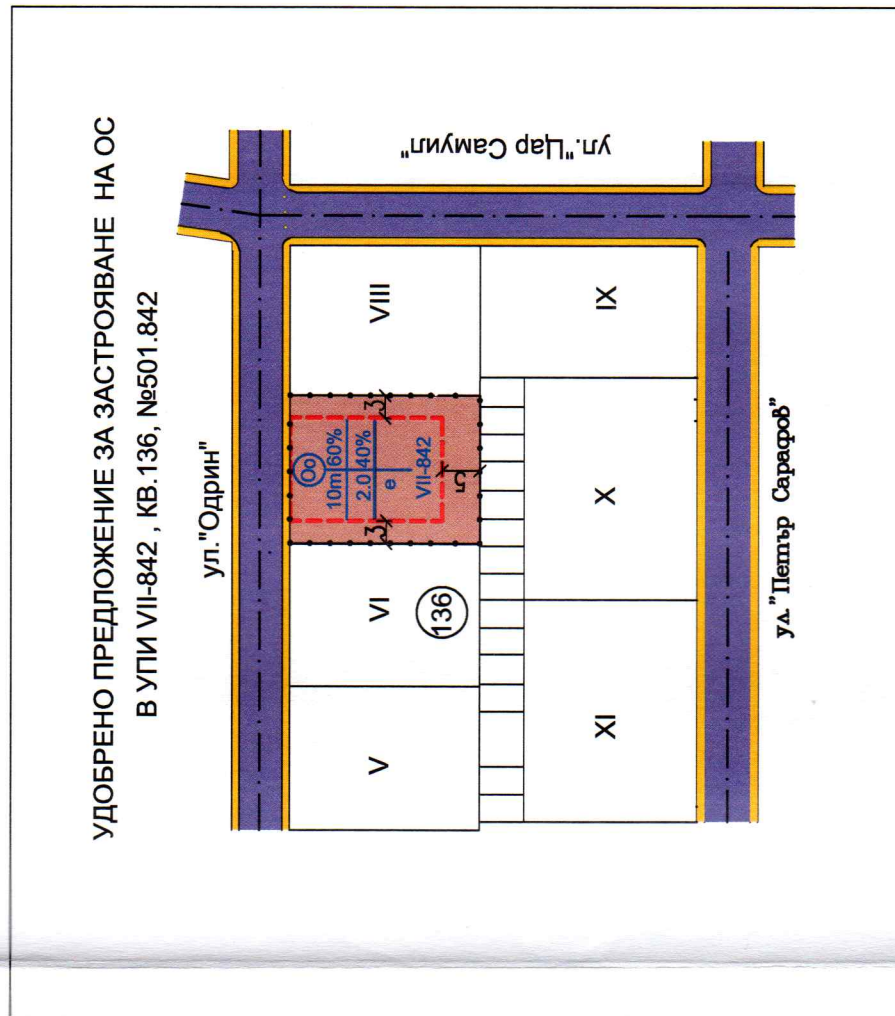 УДОБРЕНО ПРЕДЛОЖЕНИЕ ЗА ЗАСТРОЯВАНЕ НА ОС
В УПИ VII-842 , КВ.136, №501.842
ул."Одрин"
ул."Цар Самуил"
V
VI
VIII
136
Оо
10m 60%
2.0 40%
е
VII-842
3
3
5
XI
X
IX
ул."Петър Сарафов"